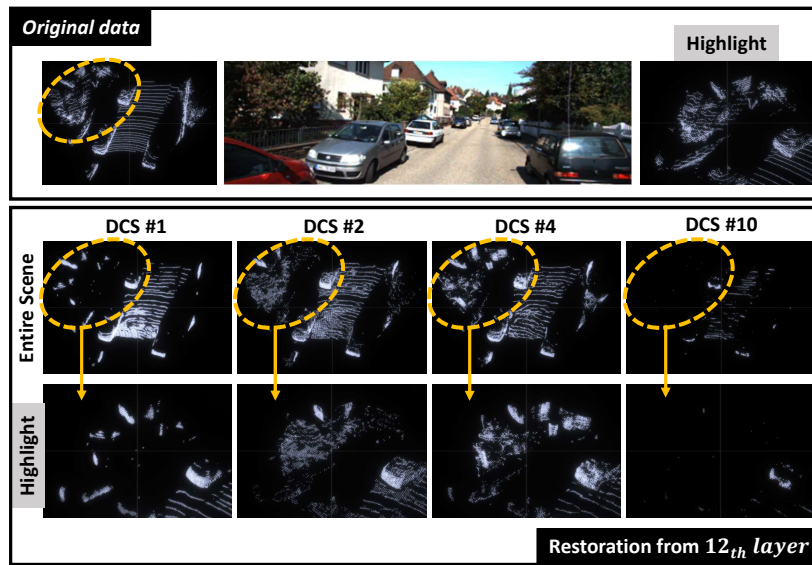 Original data
Highlight
DCS #1
DCS #2
DCS #4
DCS #10
Entire Scene
Highlight
Restoration from 12th layer